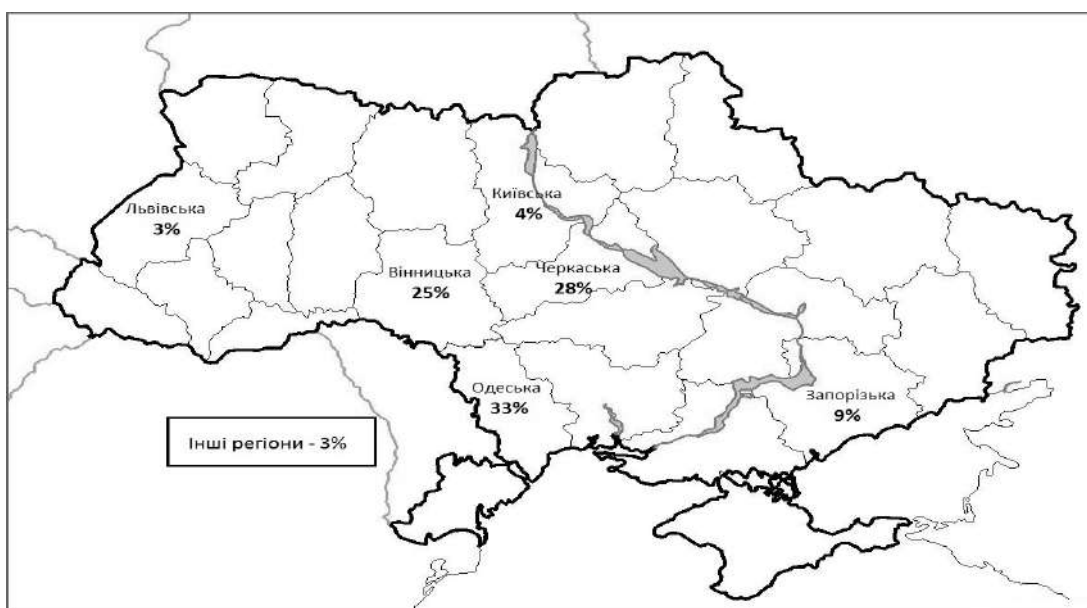 Київська
4%
Львівська
3%
Вінницька
25%
Черкаська
28%
Одеська
33%
Запорізька
9%
Інші регіони - 3%